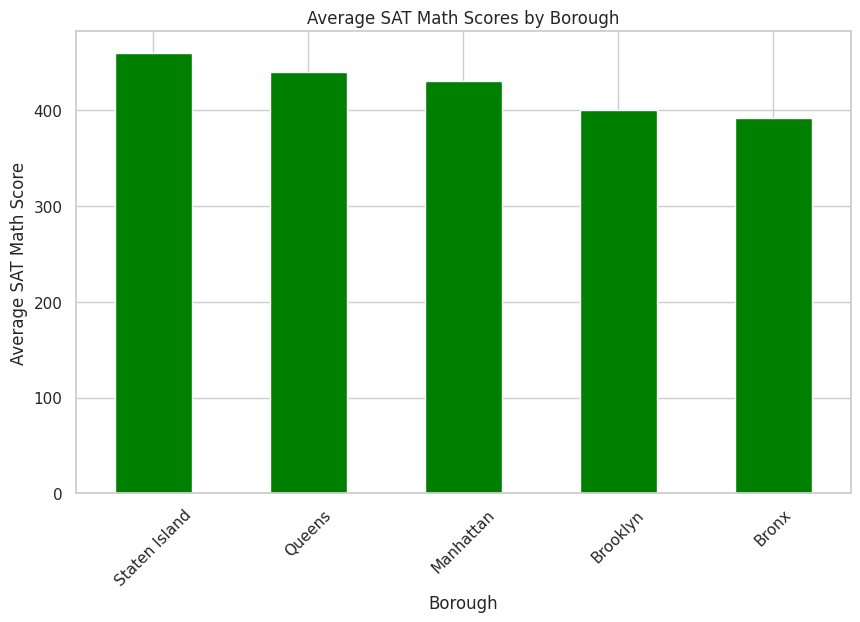 Average SAT Math Scores by Borough
Average SAT Math Score
400
300
200
100
0
Staten Island
Queens
Manhattan
Brooklyn
Bronx
Borough